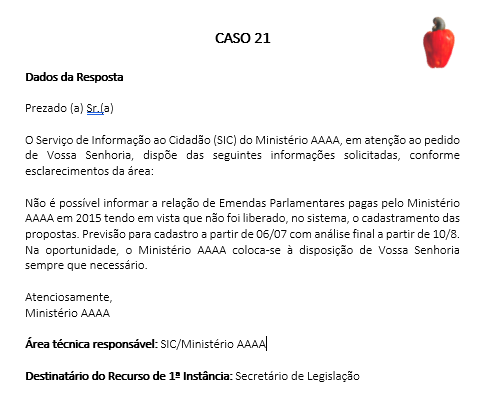 CASO 21
Dados da Resposta
Prezado (a) Sr.(a)
O Serviço de Informação ao Cidadão (SIC) do Ministério AAAA, em atenção ao pedido
de Vossa Senhoria, dispõe das seguintes informações solicitadas, conforme
esclarecimentos da área:
Não é possível informar a relação de Emendas Parlamentares pagas pelo Ministério
AAAA em 2015 tendo em vista que não foi liberado, no sistema, o cadastramento das
propostas. Previsão para cadastro a partir de 06/07 com análise final a partir de 10/8.
Na oportunidade, o Ministério AAAA coloca-se à disposição de Vossa Senhoria
sempre que necessário.
Atenciosamente,
Ministério AAAA
Área técnica responsável: SIC/Ministério AAAA
Destinatário do Recurso de 1ª Instância: Secretário de Legislação